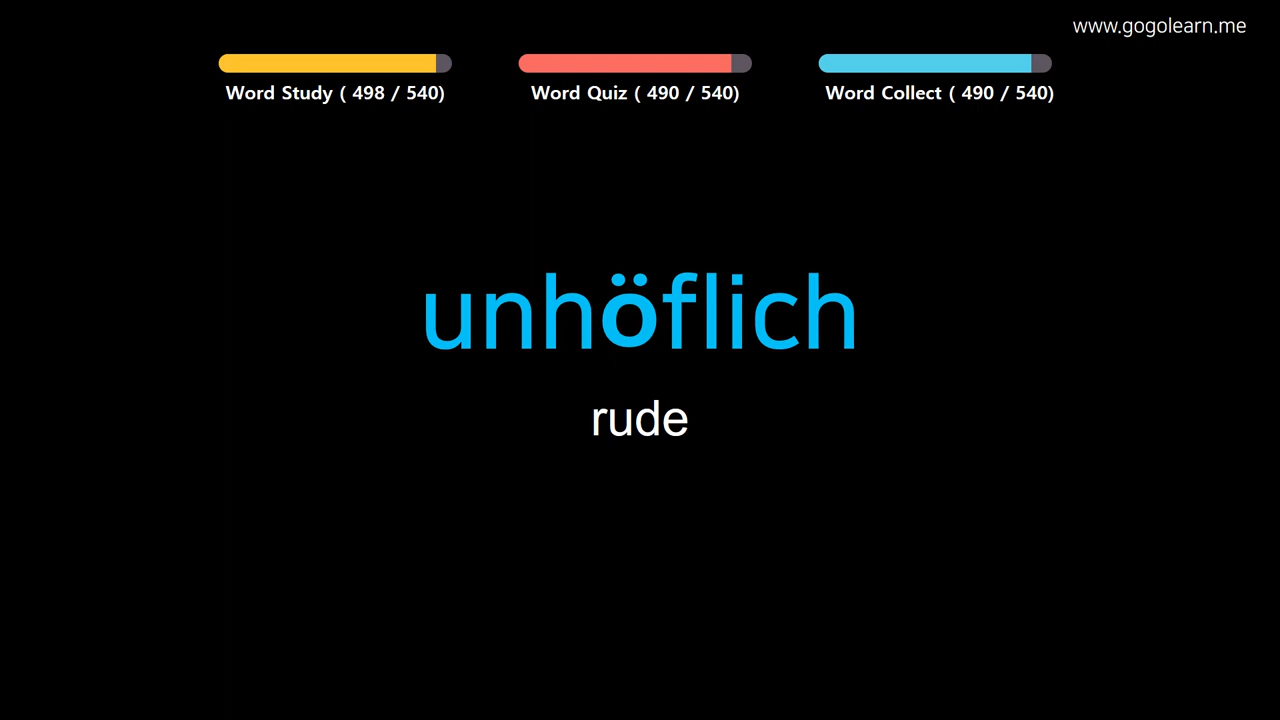 www.gogolearn.me
Word Study ( 498 / 540)
Word Quiz ( 490 / 540)
Word Collect ( 490 / 540)
unhöflich
rude